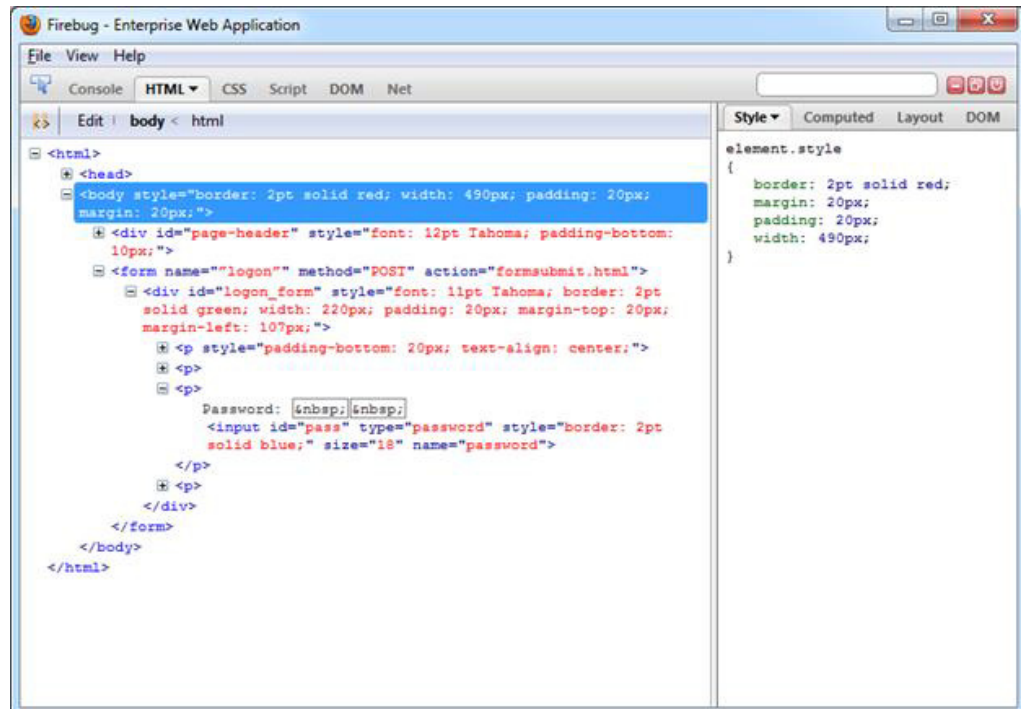 Firebug - Enterprise Web Application
File View Help
Console HTML CSS Script DOM Net
Edit body < html
Style Computed Layout DOM
<html>
<head>
<body style="border: 2pt solid red; width: 490px; padding: 20px;
margin: 20px;">
<div id="page-header" style="font: 12pt Tahoma; padding-bottom:
10px;">
<form name="”logon”" method="POST" action="formsubmit.html">
<div id="logon_form" style="font: 11pt Tahoma; border: 2pt
solid green; width: 220px; padding: 20px; margin-top: 20px;
margin-left: 107px;">
<p style="padding-bottom: 20px; text-align: center;">
<p>
<p>
Password: &nbsp;&nbsp;
<input id="pass" type="password" style="border: 2pt
solid blue;" size="18" name="password">
</p>
<p>
</div>
</form>
</body>
</html>
element.style
{
border: 2pt solid red;
margin: 20px;
padding: 20px;
width: 490px;
}